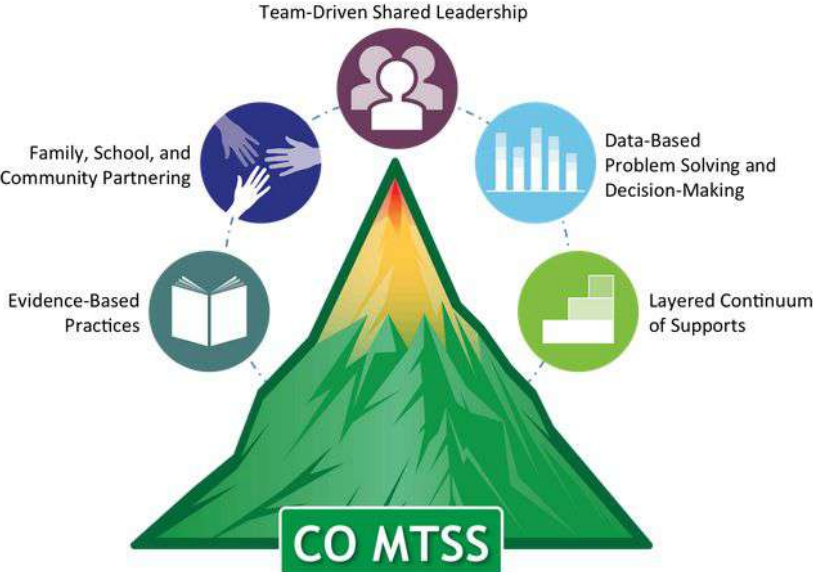 Team-Driven Shared Leadership
Family, School, and
Community Partnering
Data-Based
Problem Solving and
Decision-Making
Evidence-Based
Practices
Layered Continuum
of Supports
CO MTSS